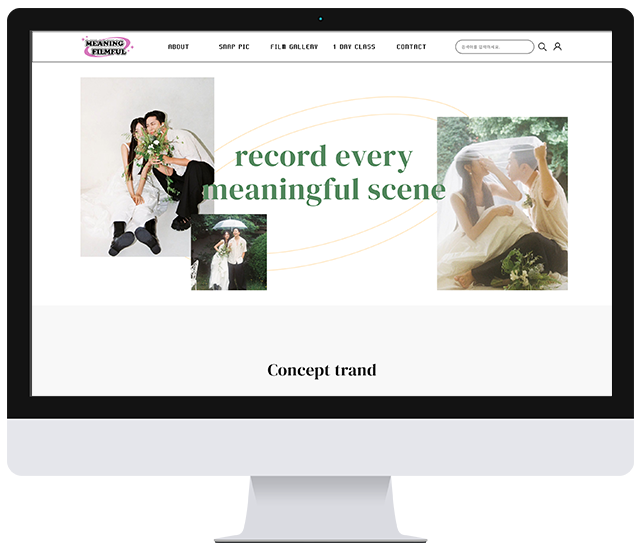 MEANING
FILMFUL
ABOUT
SNAP PIC
FILM GALLERY
1 DAY CLASS
CONTACT
검색어를 입력하세요.
record every
meaningful scene
Concept trand